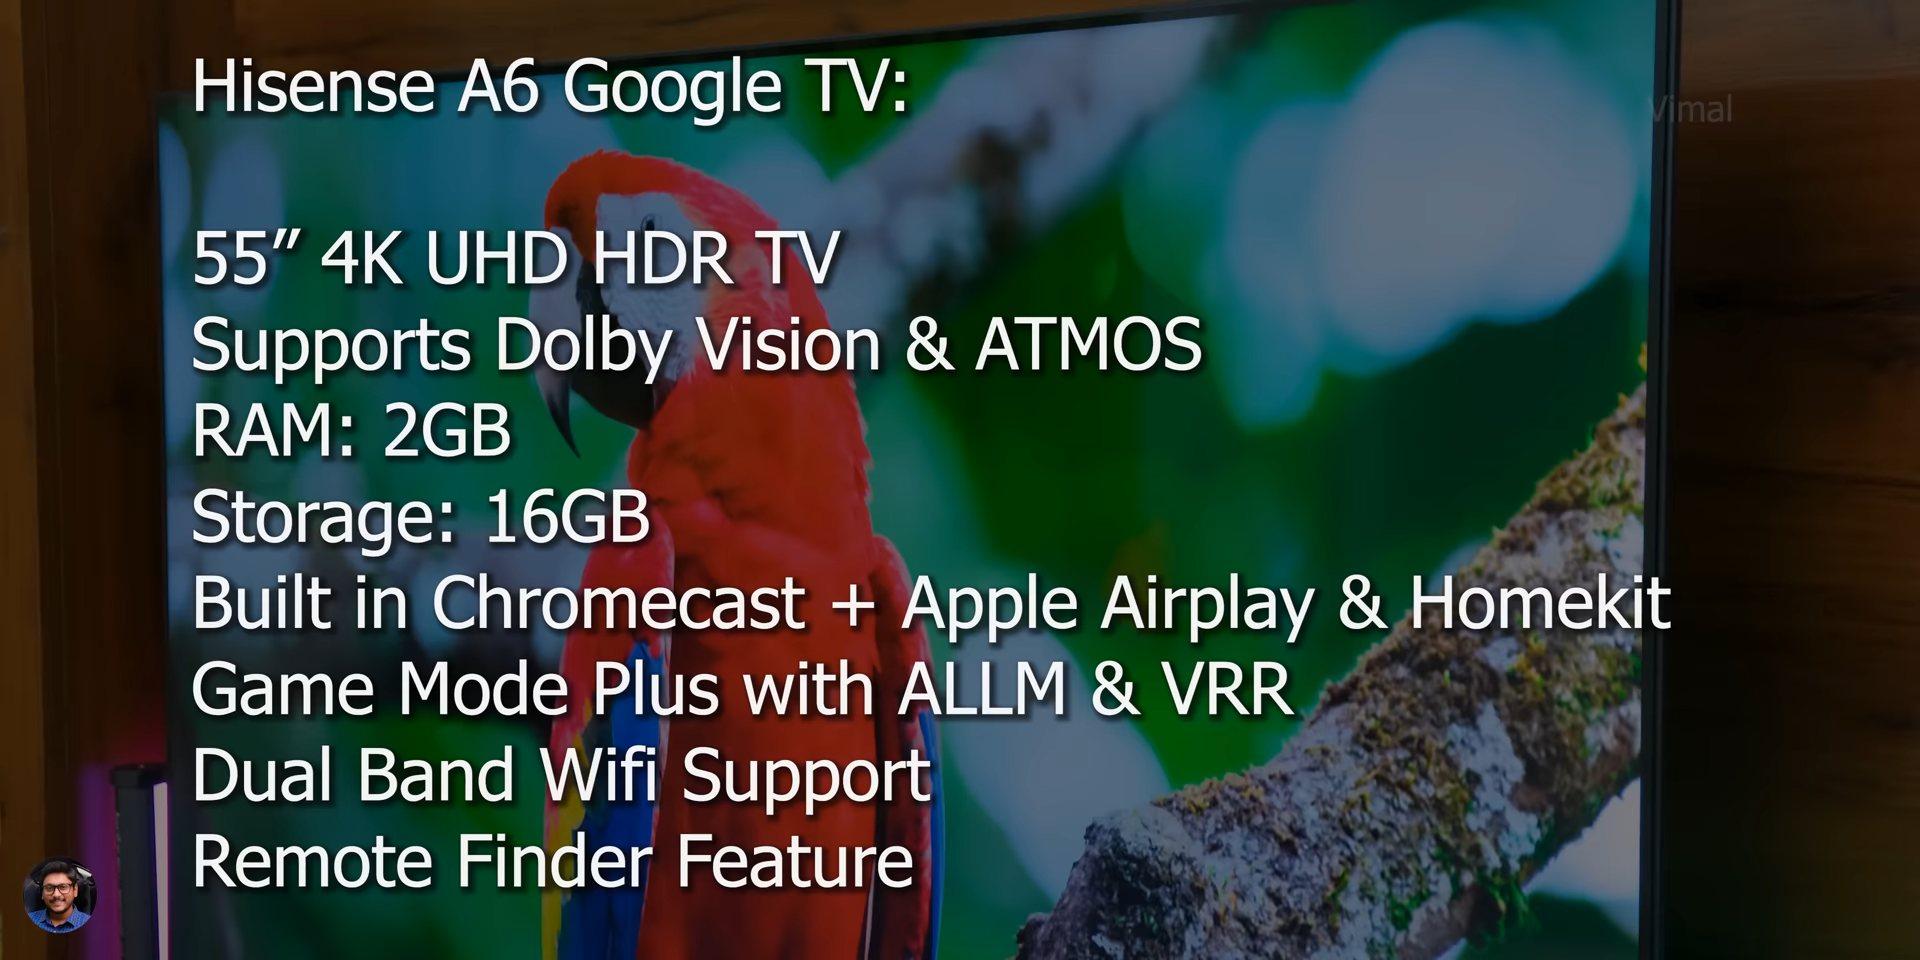 Hisense A6 Google TV:
Vimal
55” 4K UHD HDR TV
Supports Dolby Vision & ATMOS
RAM: 2GB
Storage: 16GB
Built in Chromecast + Apple Airplay & Homekit
Game Mode Plus with ALLM & VRR
Dual Band Wifi Support
Remote Finder Feature